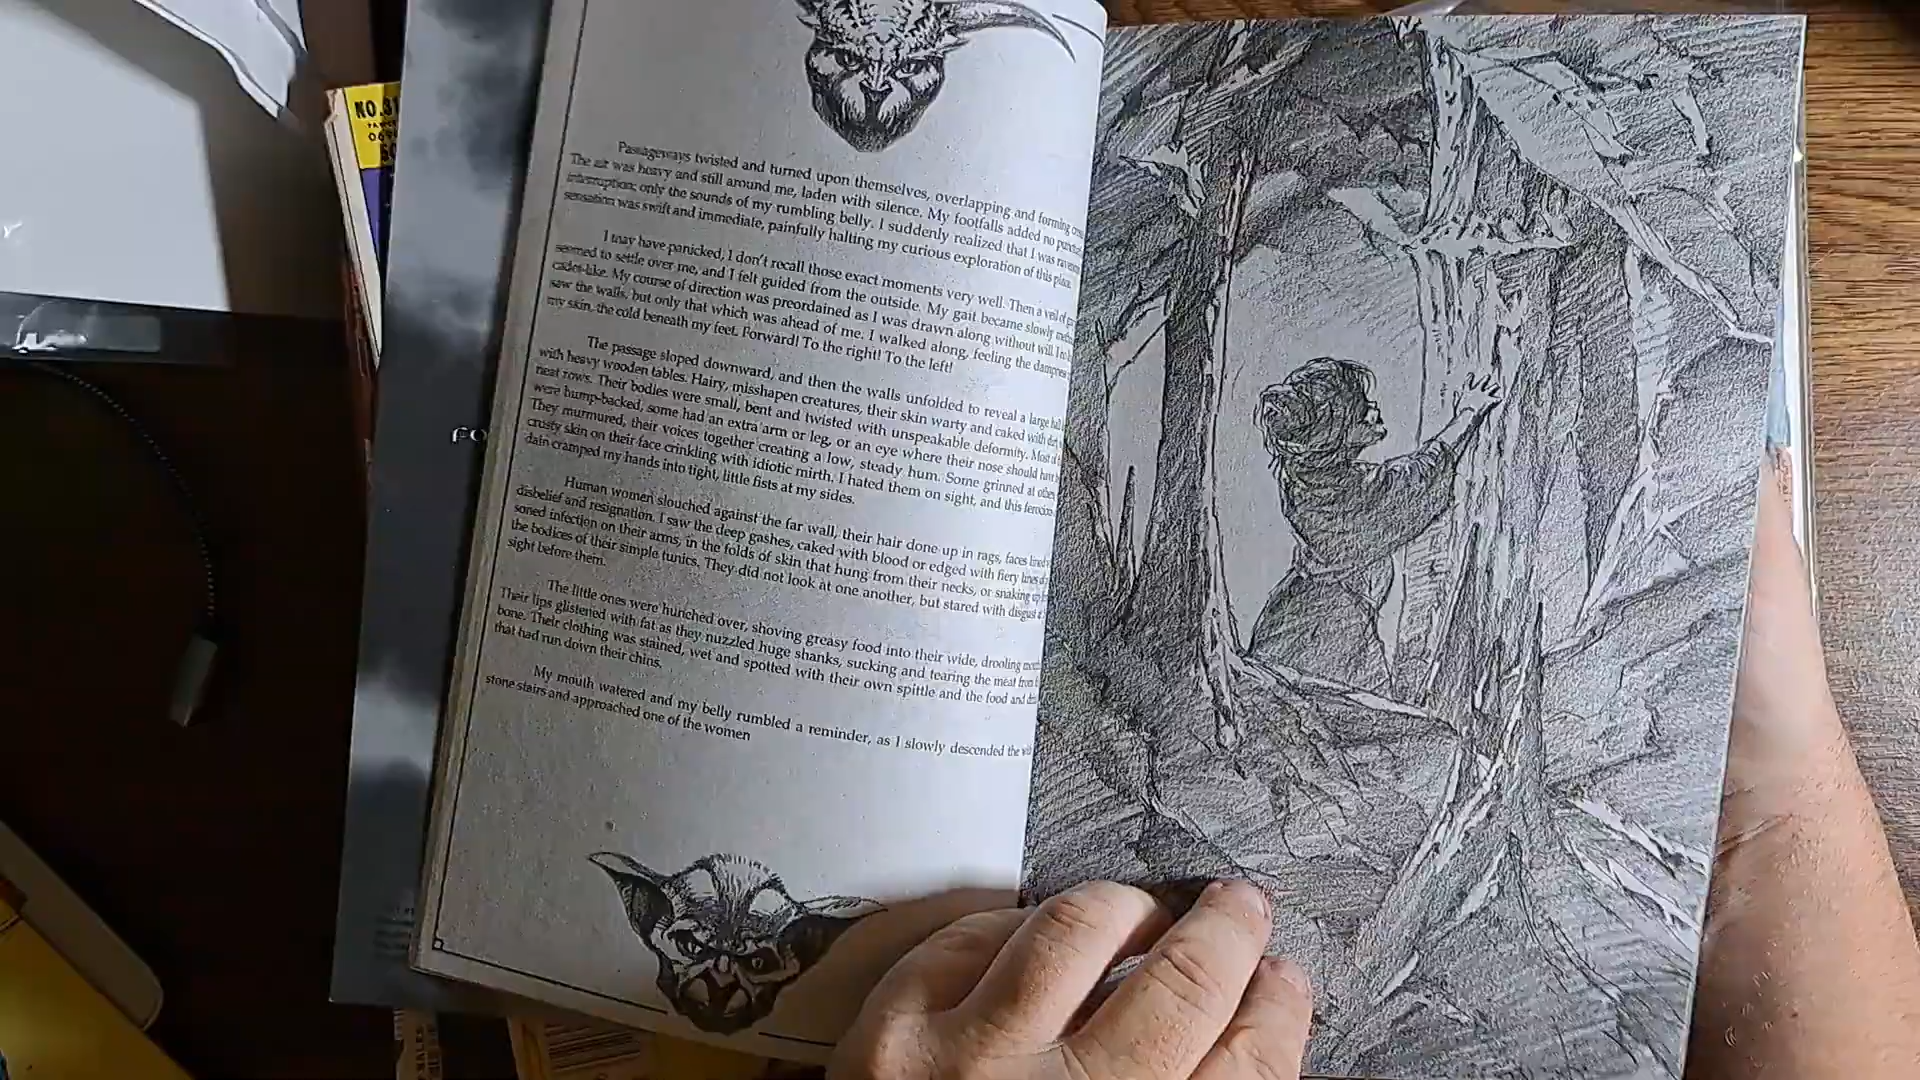 NO.81
Passageways twisted and turned upon themselves, overlapping and forming
The air was heavy and still around me, laden with silence. My footfalls added no
interruption; only the sounds of my rumbling belly. I suddenly realized that I was
sensation was swift and immediate, painfully halting my curious exploration of this place.
I may have panicked, I don't recall those exact moments very well. Then a veil of
seemed to settle over me, and I felt guided from the outside. My gait became slowly
cadet-like. My course of direction was preordained as I was drawn along without will. I
saw the walls, but only that which was ahead of me. I walked along, feeling the dampness
my skin, the cold beneath my feet. Forward! To the right! To the left!
The passage sloped downward, and then the walls unfolded to reveal a large hall
with heavy wooden tables. Hairy, misshapen creatures, their skin warty and caked with
neat rows. Their bodies were small, bent and twisted with unspeakable deformity. Most
were hump-backed, some had an extra arm or leg, or an eye where their nose should have
They murmured, their voices together creating a low, steady hum. Some grinned at
crusty skin on their face crinkling with idiotic mirth. I hated them on sight, and this
dain cramped my hands into tight, little fists at my sides.
Human women slouched against the far wall, their hair done up in rags, faces lined
disbelief and resignation. I saw the deep gashes, caked with blood or edged with fiery lines
soned infection on their arms, in the folds of skin that hung from their necks, or snaking up
the bodices of their simple tunics. They did not look at one another, but stared with disgust
sight before them.
The little ones were hunched over, shoving greasy food into their wide, drooling
Their lips glistened with fat as they nuzzled huge shanks, sucking and tearing the meat from
bone. Their clothing was stained, wet and spotted with their own spittle and the food and
that had run down their chins.
My mouth watered and my belly rumbled a reminder, as I slowly descended the
stone stairs and approached one of the women